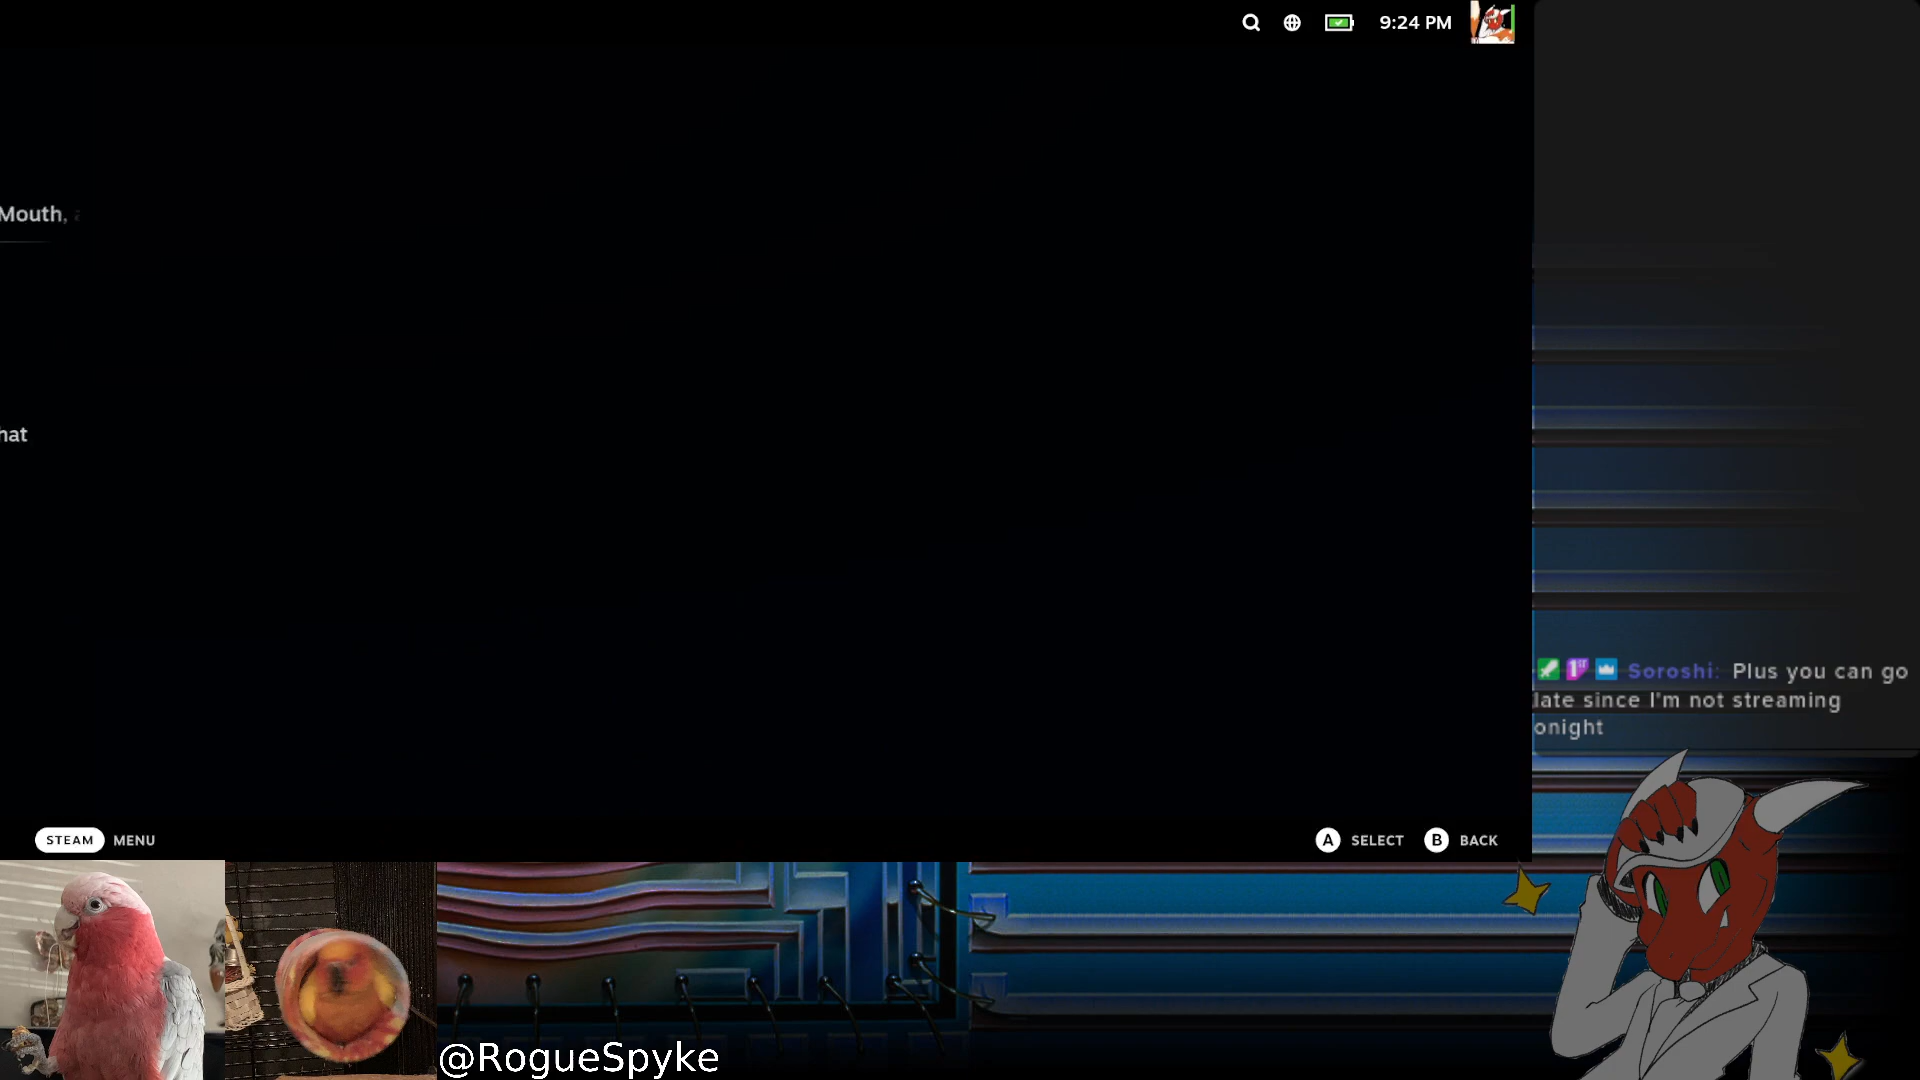 9:24 PM
Mouth,
hat
Soroshi: Plus you can go
late since I'm not streaming
onight
STEAM MENU
A SELECT B BACK
@RogueSpyke